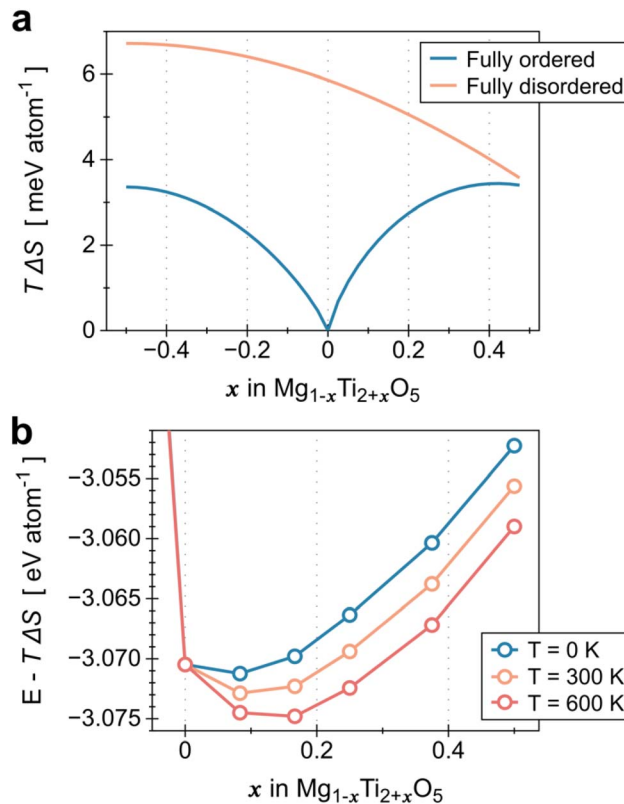 a
Fully ordered
Fully disordered
T ΔS [ meV atom⁻¹ ]
6
4
2
0
−0.4 −0.2 0 0.2 0.4
x in Mg₁₋ₓTi₂₊ₓO₅
b
E - T ΔS [ eV atom⁻¹ ]
−3.055
−3.060
−3.065
−3.070
−3.075
T = 0 K
T = 300 K
T = 600 K
0 0.2 0.4
x in Mg₁₋ₓTi₂₊ₓO₅